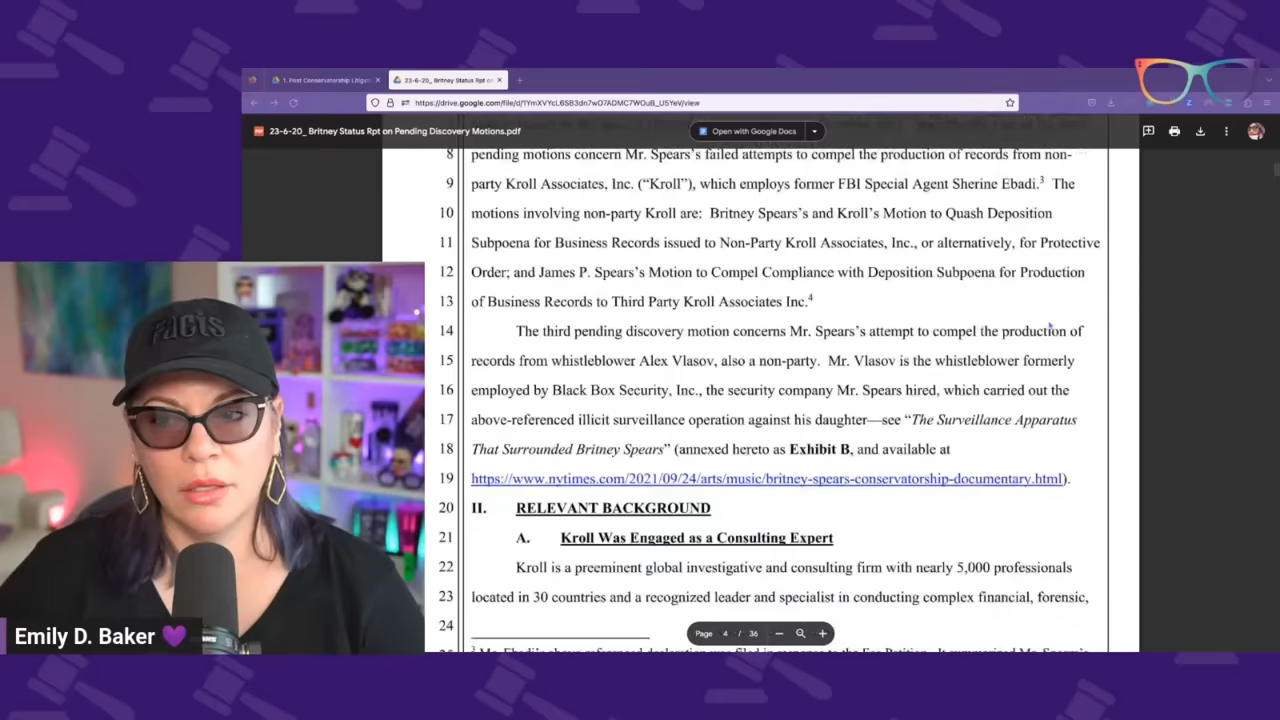 1. Post Conservatorship Litigat
23-6-20_ Britney Status Rpt on
https://drive.google.com/file/d/1YmXVYcL6SB3dn7wO7ADMC7WOuB_U5YeV/view
23-6-20_ Britney Status Rpt on Pending Discovery Motions.pdf
Open with Google Docs
8 pending motions concern Mr. Spears's failed attempts to compel the production of records from non-
9 party Kroll Associates, Inc. ("Kroll"), which employs former FBI Special Agent Sherine Ebadi.3 The
10 motions involving non-party Kroll are: Britney Spears's and Kroll's Motion to Quash Deposition
11 Subpoena for Business Records issued to Non-Party Kroll Associates, Inc., or alternatively, for Protective
12 Order; and James P. Spears's Motion to Compel Compliance with Deposition Subpoena for Production
13 of Business Records to Third Party Kroll Associates Inc.4
14 The third pending discovery motion concerns Mr. Spears's attempt to compel the production of
15 records from whistleblower Alex Vlasov, also a non-party. Mr. Vlasov is the whistleblower formerly
16 employed by Black Box Security, Inc., the security company Mr. Spears hired, which carried out the
17 above-referenced illicit surveillance operation against his daughter—see "The Surveillance Apparatus
18 That Surrounded Britney Spears" (annexed hereto as Exhibit B, and available at
19 https://www.nytimes.com/2021/09/24/arts/music/britney-spears-conservatorship-documentary.html).
20 II. RELEVANT BACKGROUND
21 A. Kroll Was Engaged as a Consulting Expert
22 Kroll is a preeminent global investigative and consulting firm with nearly 5,000 professionals
23 located in 30 countries and a recognized leader and specialist in conducting complex financial, forensic,
24
Page 4 / 36
Facts
Emily D. Baker 💜